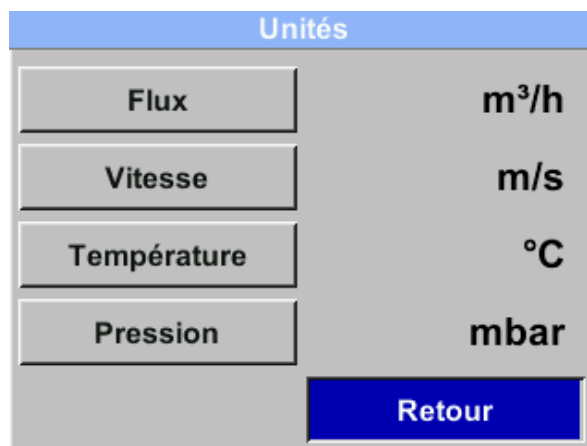 Unités
Flux m³/h
Vitesse m/s
Température °C
Pression mbar
Retour